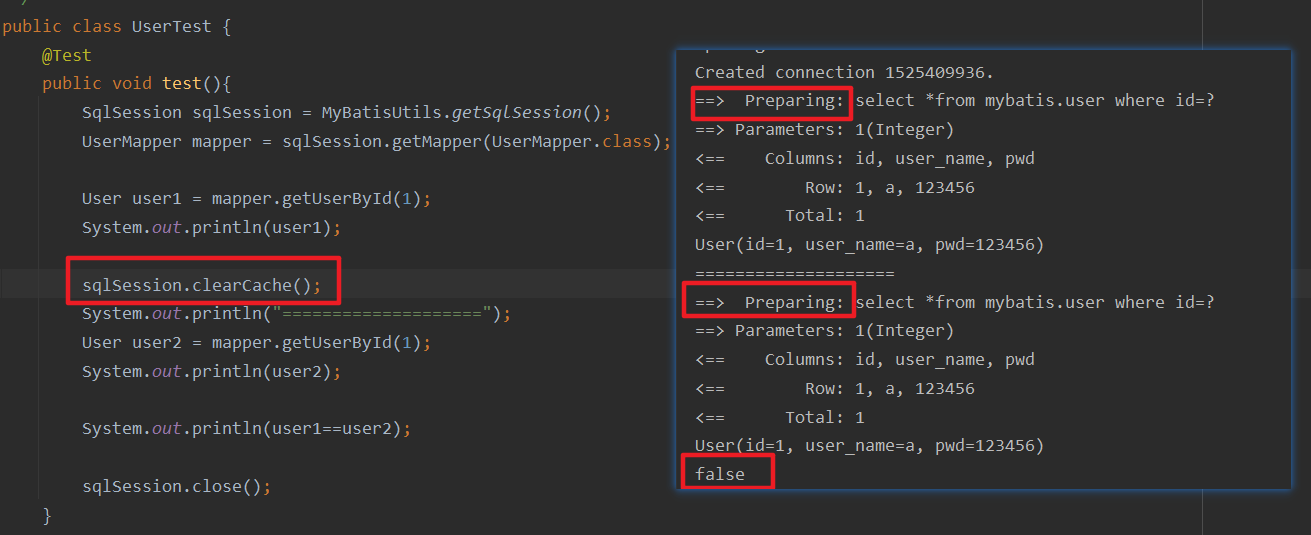 public class UserTest {
@Test
public void test(){
SqlSession sqlSession = MyBatisUtils.getSqlSession();
UserMapper mapper = sqlSession.getMapper(UserMapper.class);
User user1 = mapper.getUserById(1);
System.out.println(user1);
sqlSession.clearCache();
System.out.println("====================");
User user2 = mapper.getUserById(1);
System.out.println(user2);
System.out.println(user1==user2);
sqlSession.close();
}
Created connection 1525409936.
==>  Preparing: select *from mybatis.user where id=?
==> Parameters: 1(Integer)
<==    Columns: id, user_name, pwd
<==        Row: 1, a, 123456
<==      Total: 1
User(id=1, user_name=a, pwd=123456)
====================
==>  Preparing: select *from mybatis.user where id=?
==> Parameters: 1(Integer)
<==    Columns: id, user_name, pwd
<==        Row: 1, a, 123456
<==      Total: 1
User(id=1, user_name=a, pwd=123456)
false